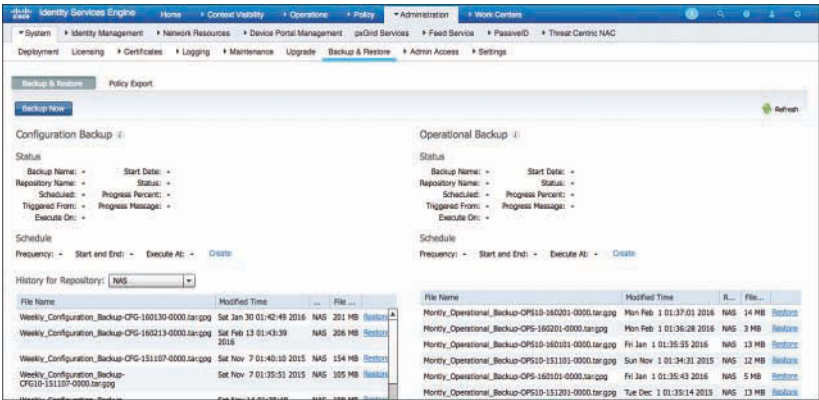 cisco Identity Services Engine Home Context Visibility Operations Policy Administration Work Centers
System Identity Management Network Resources Device Portal Management pxGrid Services Feed Service PassiveID Threat Centric NAC
Deployment Licensing Certificates Logging Maintenance Upgrade Backup & Restore Admin Access Settings
Backup & Restore Policy Export
Backup Now Refresh
Configuration Backup
Status
Backup Name: - Start Date: -
Repository Name: - Status: -
Scheduled: - Progress Percent: -
Triggered From: - Progress Message: -
Execute On: -
Schedule
Frequency: - Start and End: - Execute At: - Create
History for Repository: NAS
File Name Modified Time ... File ...
Weekly_Configuration_Backup-CFG-160130-0000.tar.gpg Sat Jan 30 01:42:49 2016 NAS 201 MB Restore
Weekly_Configuration_Backup-CFG-160213-0000.tar.gpg Sat Feb 13 01:43:39 2016 NAS 206 MB Restore
Weekly_Configuration_Backup-CFG-151107-0000.tar.gpg Sat Nov 7 01:40:10 2015 NAS 154 MB Restore
Weekly_Configuration_Backup-CFG10-151107-0000.tar.gpg Sat Nov 7 01:35:51 2015 NAS 105 MB Restore
Operational Backup
Status
Backup Name: - Start Date: -
Repository Name: - Status: -
Scheduled: - Progress Percent: -
Triggered From: - Progress Message: -
Execute On: -
Schedule
Frequency: - Start and End: - Execute At: - Create
File Name Modified Time R... File...
Montly_Operational_Backup-OPS10-160201-0000.tar.gpg Mon Feb 1 01:37:01 2016 NAS 14 MB Restore
Montly_Operational_Backup-OPS-160201-0000.tar.gpg Mon Feb 1 01:36:28 2016 NAS 3 MB Restore
Montly_Operational_Backup-OPS10-160101-0000.tar.gpg Fri Jan 1 01:35:55 2016 NAS 13 MB Restore
Montly_Operational_Backup-OPS10-151101-0000.tar.gpg Sun Nov 1 01:34:31 2015 NAS 12 MB Restore
Montly_Operational_Backup-OPS-160101-0000.tar.gpg Fri Jan 1 01:35:43 2016 NAS 5 MB Restore
Montly_Operational_Backup-OPS10-151201-0000.tar.gpg Tue Dec 1 01:35:14 2015 NAS 13 MB Restore